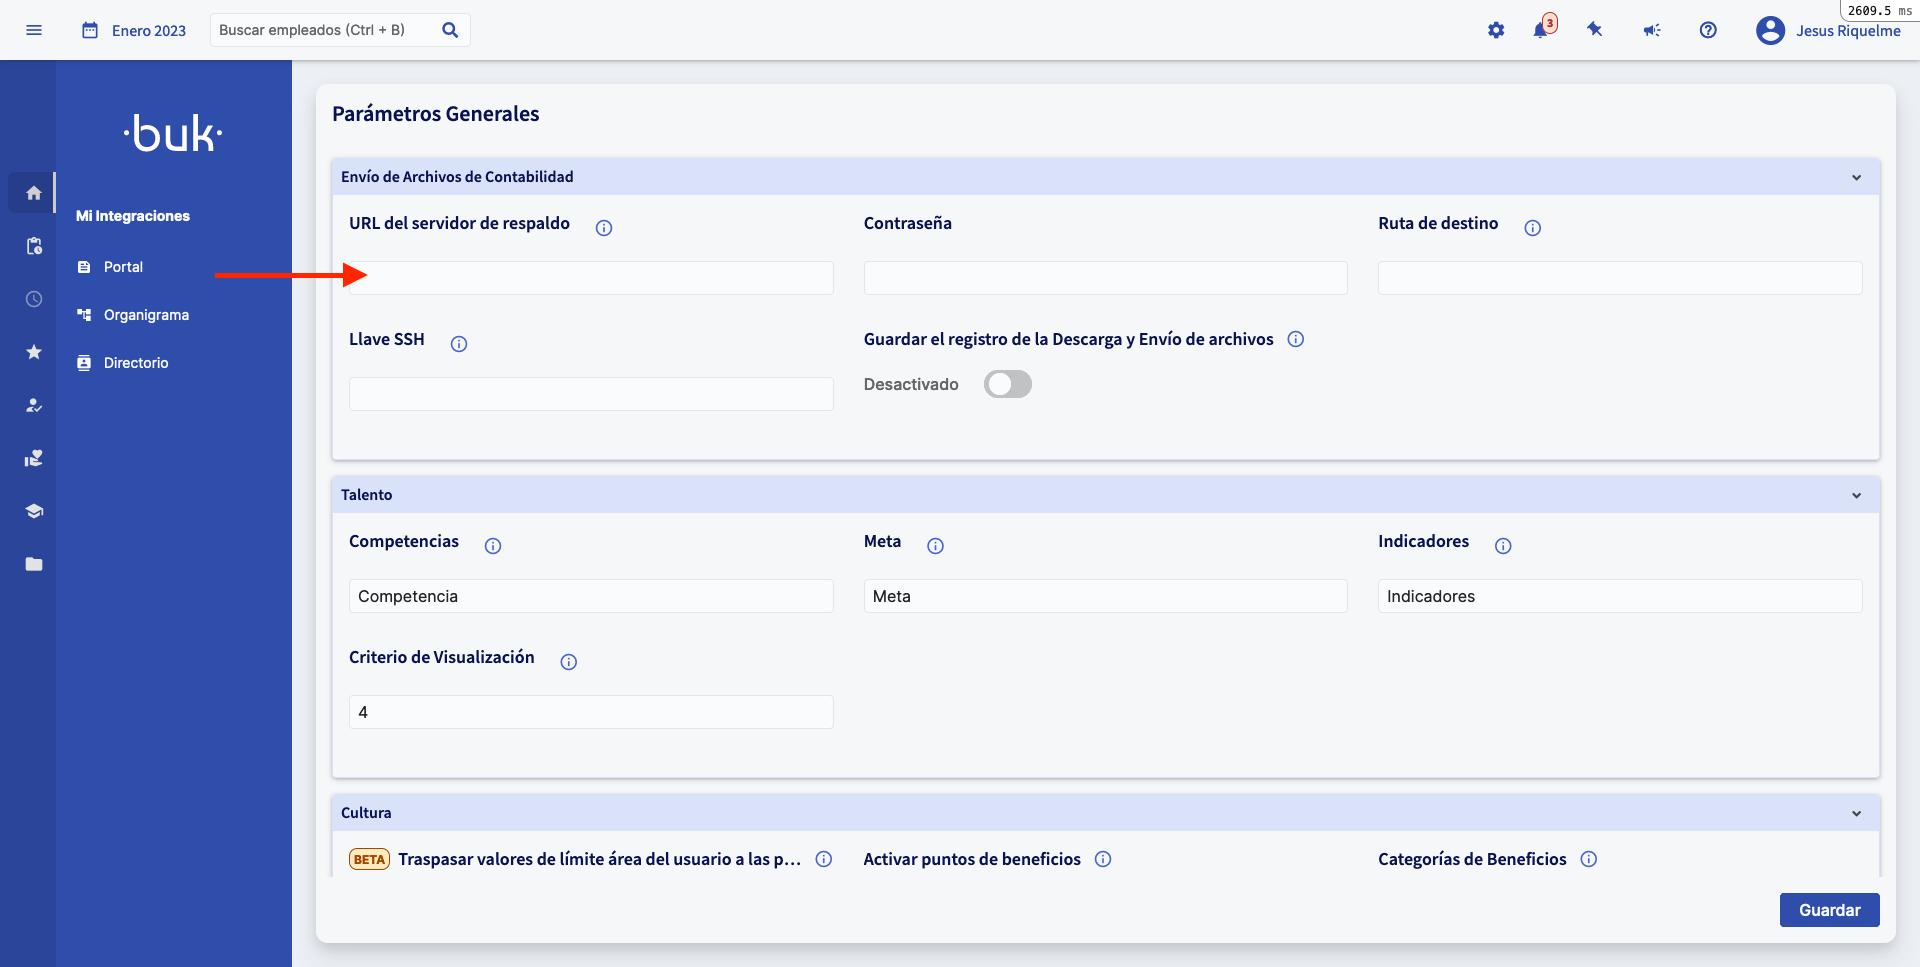 Enero 2023
Buscar empleados (Ctrl + B)
3
2609.5 ms
Jesus Riquelme
·buk·
Mi Integraciones
Portal
Organigrama
Directorio
Parámetros Generales
Envío de Archivos de Contabilidad
URL del servidor de respaldo
Contraseña
Ruta de destino
Llave SSH
Guardar el registro de la Descarga y Envío de archivos
Desactivado
Talento
Competencias
Meta
Indicadores
Competencia
Meta
Indicadores
Criterio de Visualización
4
Cultura
BETA Traspasar valores de límite área del usuario a las p...
Activar puntos de beneficios
Categorías de Beneficios
Guardar